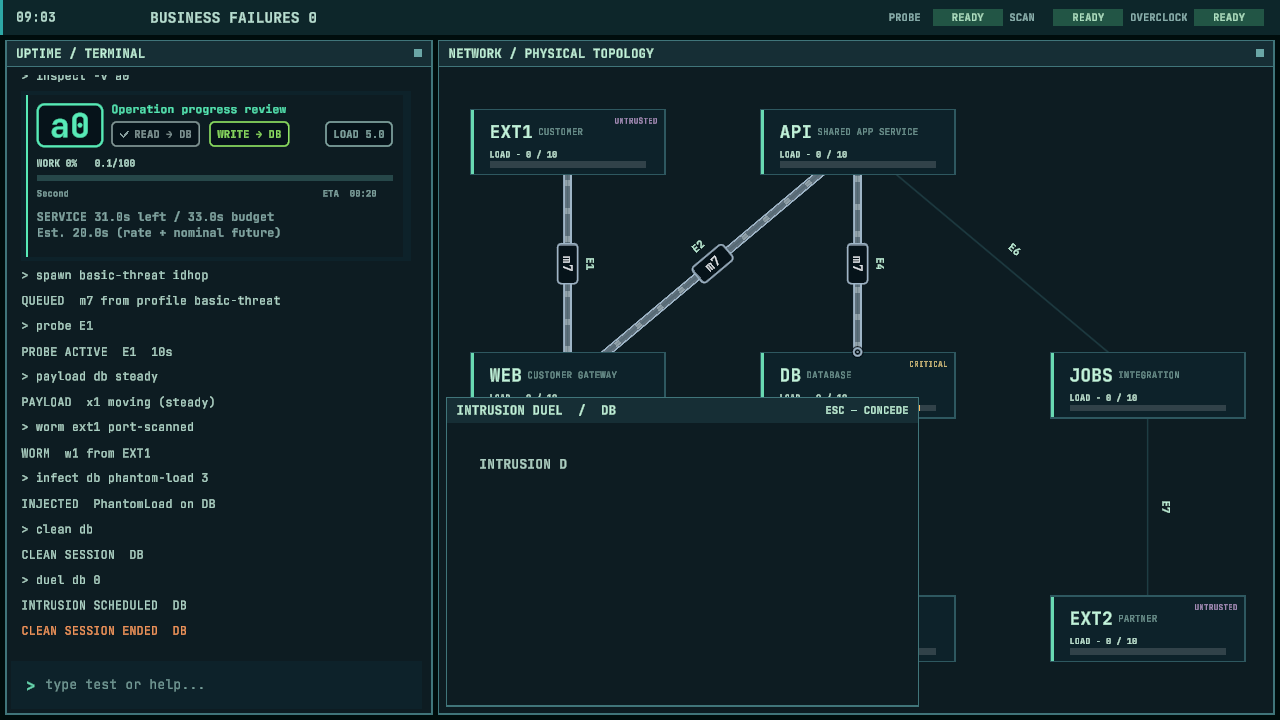 09:03 BUSINESS FAILURES 0 PROBE READY SCAN READY OVERCLOCK READY
UPTIME / TERMINAL
> inspect -v a0
a0 Operation progress review
✓ READ → DB WRITE → DB LOAD 5.0
WORK 0% 0.1/100
Second ETA 00:20
SERVICE 31.0s left / 33.0s budget
Est. 20.0s (rate + nominal future)
> spawn basic-threat idhop
QUEUED m7 from profile basic-threat
> probe E1
PROBE ACTIVE E1 10s
> payload db steady
PAYLOAD x1 moving (steady)
> worm ext1 port-scanned
WORM w1 from EXT1
> infect db phantom-load 3
INJECTED PhantomLoad on DB
> clean db
CLEAN SESSION DB
> duel db 0
INTRUSION SCHEDULED DB
CLEAN SESSION ENDED DB
> type test or help...
NETWORK / PHYSICAL TOPOLOGY
UNTRUSTED
EXT1 CUSTOMER
LOAD - 0 / 10
API SHARED APP SERVICE
LOAD - 0 / 10
m7 E1
E2 m7
m7 E4
E6
WEB CUSTOMER GATEWAY
LOAD - 0 / 10
CRITICAL
DB DATABASE
LOAD - 0 / 10
JOBS INTEGRATION
LOAD - 0 / 10
INTRUSION DUEL / DB ESC — CONCEDE
INTRUSION D
E7
UNTRUSTED
EXT2 PARTNER
LOAD - 0 / 10